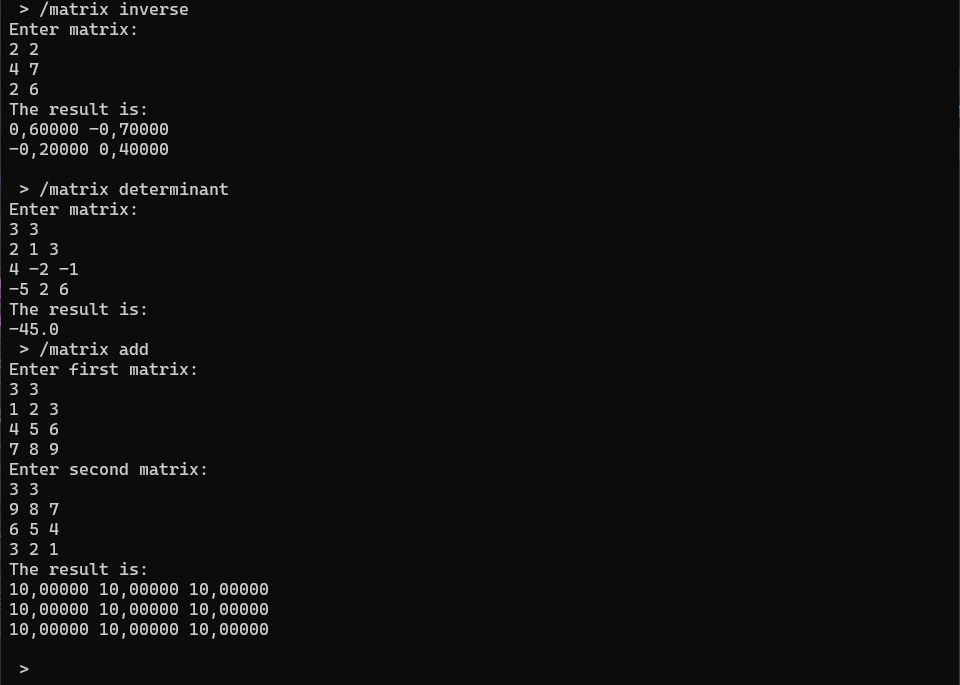 > /matrix inverse
Enter matrix:
2 2
4 7
2 6
The result is:
0,60000 -0,70000
-0,20000 0,40000
> /matrix determinant
Enter matrix:
3 3
2 1 3
4 -2 -1
-5 2 6
The result is:
-45.0
> /matrix add
Enter first matrix:
3 3
1 2 3
4 5 6
7 8 9
Enter second matrix:
3 3
9 8 7
6 5 4
3 2 1
The result is:
10,00000 10,00000 10,00000
10,00000 10,00000 10,00000
10,00000 10,00000 10,00000
>